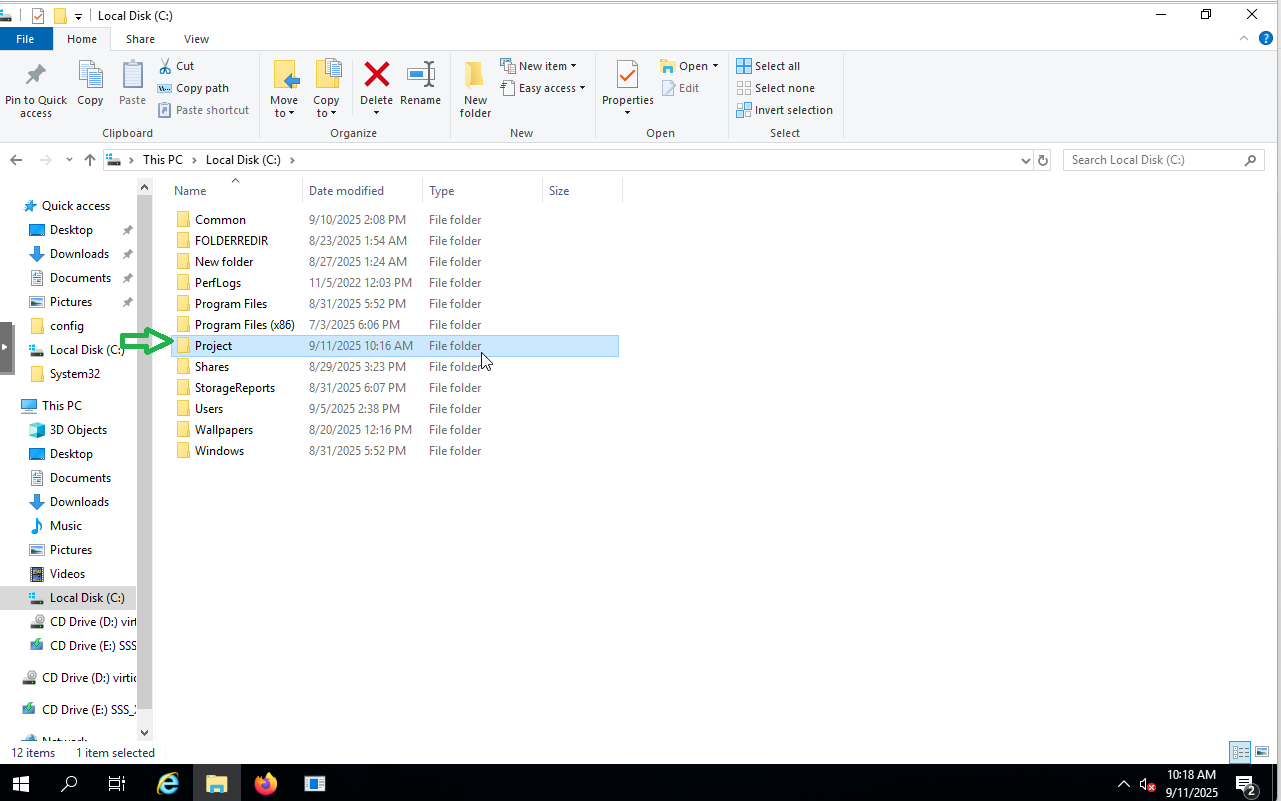 Local Disk (C:)
File Home Share View
Pin to Quick access
Copy
Paste
Cut
Copy path
Paste shortcut
Clipboard
Move to
Copy to
Delete
Rename
Organize
New folder
New item
Easy access
New
Properties
Open
Edit
Open
Select all
Select none
Invert selection
Select
This PC Local Disk (C:)
Search Local Disk (C:)
Quick access
Desktop
Downloads
Documents
Pictures
config
Local Disk (C:)
System32
This PC
3D Objects
Desktop
Documents
Downloads
Music
Pictures
Videos
Local Disk (C:)
CD Drive (D:) virt
CD Drive (E:) SSS
CD Drive (D:) virtio
CD Drive (E:) SSS_X
Network
Name Date modified Type Size
Common 9/10/2025 2:08 PM File folder
FOLDERREDIR 8/23/2025 1:54 AM File folder
New folder 8/27/2025 1:24 AM File folder
PerfLogs 11/5/2022 12:03 PM File folder
Program Files 8/31/2025 5:52 PM File folder
Program Files (x86) 7/3/2025 6:06 PM File folder
Project 9/11/2025 10:16 AM File folder
Shares 8/29/2025 3:23 PM File folder
StorageReports 8/31/2025 6:07 PM File folder
Users 9/5/2025 2:38 PM File folder
Wallpapers 8/20/2025 12:16 PM File folder
Windows 8/31/2025 5:52 PM File folder
12 items 1 item selected
10:18 AM
9/11/2025
2